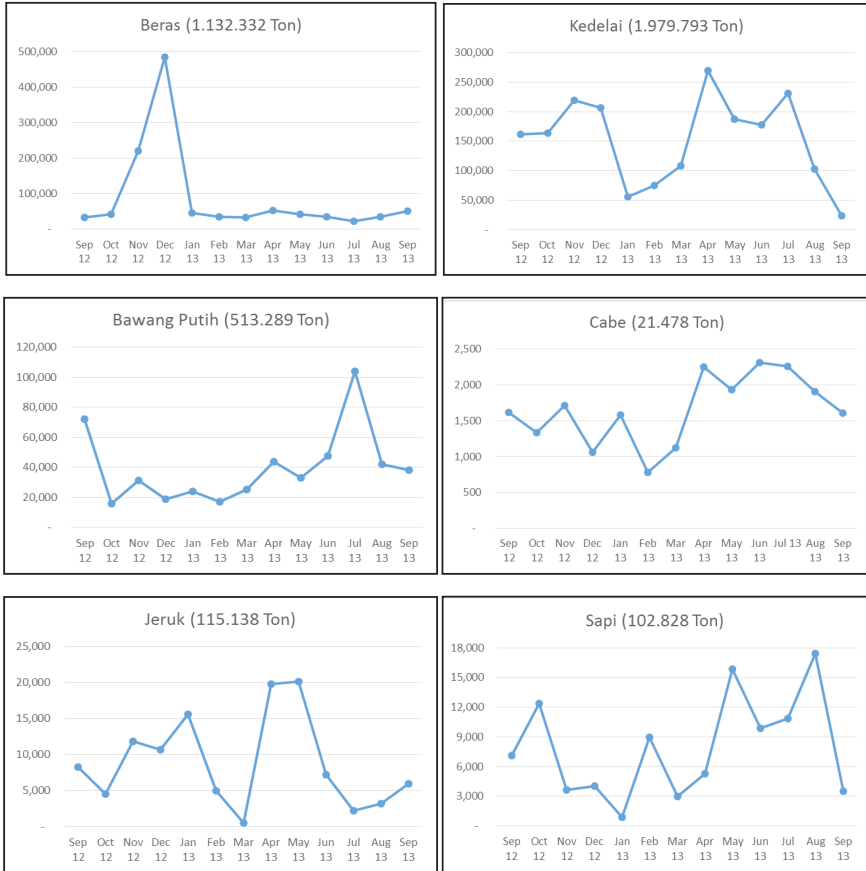 Beras (1.132.332 Ton)
500,000
400,000
300,000
200,000
100,000
-
Sep Oct Nov Dec Jan Feb Mar Apr May Jun Jul Aug Sep
12 12 12 12 13 13 13 13 13 13 13 13 13
Kedelai (1.979.793 Ton)
300,000
250,000
200,000
150,000
100,000
50,000
-
Sep Oct Nov Dec Jan Feb Mar Apr May Jun Jul Aug Sep
12 12 12 12 13 13 13 13 13 13 13 13 13
Bawang Putih (513.289 Ton)
120,000
100,000
80,000
60,000
40,000
20,000
-
Sep Oct Nov Dec Jan Feb Mar Apr May Jun Jul Aug Sep
12 12 12 12 13 13 13 13 13 13 13 13 13
Cabe (21.478 Ton)
2,500
2,000
1,500
1,000
500
-
Sep Oct Nov Dec Jan Feb Mar Apr May Jun Jul 13 Aug Sep
12 12 12 12 13 13 13 13 13 13 13 13
Jeruk (115.138 Ton)
25,000
20,000
15,000
10,000
5,000
-
Sep Oct Nov Dec Jan Feb Mar Apr May Jun Jul Aug Sep
12 12 12 12 13 13 13 13 13 13 13 13 13
Sapi (102.828 Ton)
18,000
15,000
12,000
9,000
6,000
3,000
-
Sep Oct Nov Dec Jan Feb Mar Apr May Jun Jul Aug Sep
12 12 12 12 13 13 13 13 13 13 13 13 13